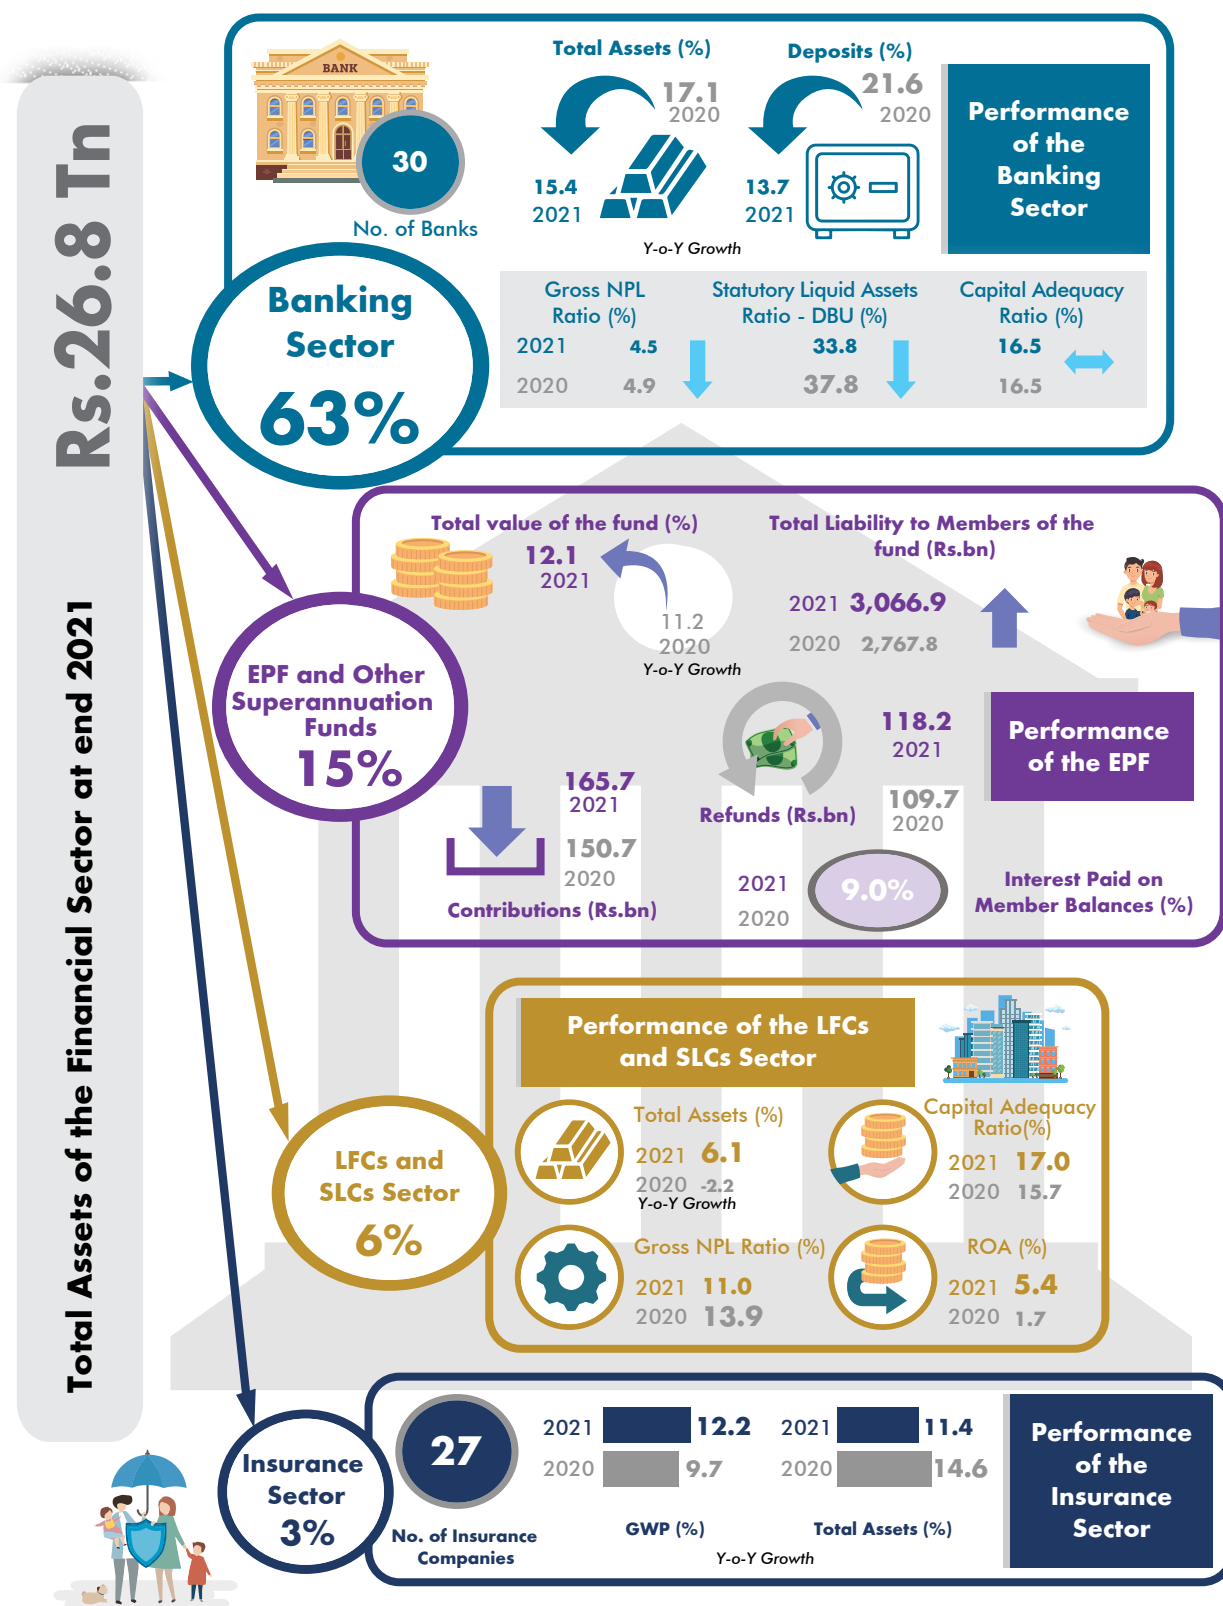 Rs.26.8 Tn
Total Assets of the Financial Sector at end 2021
BANK
30
No. of Banks
Total Assets (%)
17.1
2020
15.4
2021
Deposits (%)
21.6
2020
13.7
2021
Y-o-Y Growth
Performance
of the
Banking
Sector
Banking
Sector
63%
Gross NPL
Ratio (%)
2021 4.5
2020 4.9
Statutory Liquid Assets
Ratio - DBU (%)
33.8
37.8
Capital Adequacy
Ratio (%)
16.5
16.5
EPF and Other
Superannuation
Funds
15%
Total value of the fund (%)
12.1
2021
11.2
2020
Y-o-Y Growth
Total Liability to Members of the
fund (Rs.bn)
2021 3,066.9
2020 2,767.8
Performance
of the EPF
118.2
2021
109.7
2020
Refunds (Rs.bn)
165.7
2021
150.7
2020
Contributions (Rs.bn)
2021
2020
9.0%
Interest Paid on
Member Balances (%)
Performance of the LFCs
and SLCs Sector
LFCs and
SLCs Sector
6%
Total Assets (%)
2021 6.1
2020 -2.2
Y-o-Y Growth
Capital Adequacy
Ratio(%)
2021 17.0
2020 15.7
Gross NPL Ratio (%)
2021 11.0
2020 13.9
ROA (%)
2021 5.4
2020 1.7
Insurance
Sector
3%
27
No. of Insurance
Companies
2021 12.2
2020 9.7
GWP (%)
2021 11.4
2020 14.6
Total Assets (%)
Y-o-Y Growth
Performance
of the
Insurance
Sector